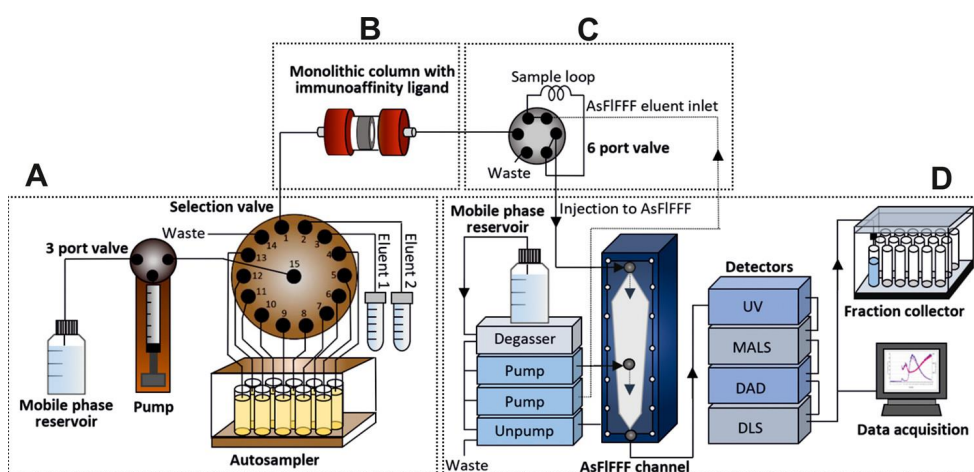 B
C
Monolithic column with
immunoaffinity ligand
Sample loop
AsFlFFF eluent inlet
6 port valve
Waste
A
D
Selection valve
Waste
3 port valve
1
2
3
4
5
6
7
8
9
10
11
12
13
14
15
Eluent 1
Eluent 2
Mobile phase
reservoir
Pump
Autosampler
Injection to AsFlFFF
Mobile phase
reservoir
Degasser
Pump
Pump
Unpump
Waste
AsFlFFF channel
Detectors
UV
MALS
DAD
DLS
Fraction collector
Data acquisition